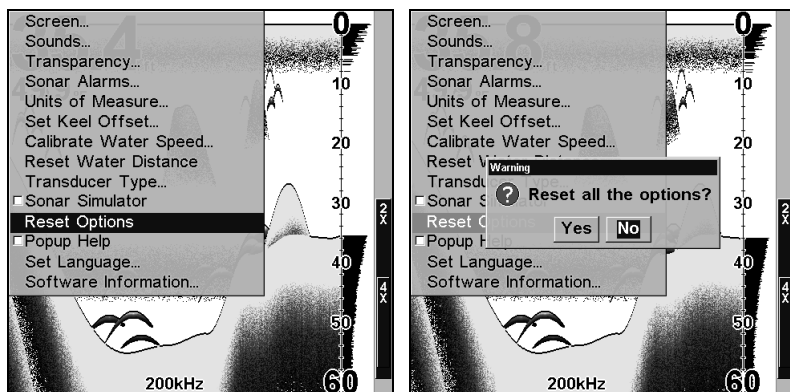 Screen...
Sounds...
Transparency...
Sonar Alarms...
Units of Measure...
Set Keel Offset...
Calibrate Water Speed...
Reset Water Distance
Transducer Type...
Sonar Simulator
Reset Options
Popup Help
Set Language...
Software Information...
0
10
20
30
40
50
60
2X
4X
200kHz
Screen...
Sounds...
Transparency...
Sonar Alarms...
Units of Measure...
Set Keel Offset...
Calibrate Water Speed...
Reset
Warning
Reset all the options?
Yes No
Reset
Popup
Set Language...
Software Information...
0
10
20
30
40
50
60
2X
4X
200kHz